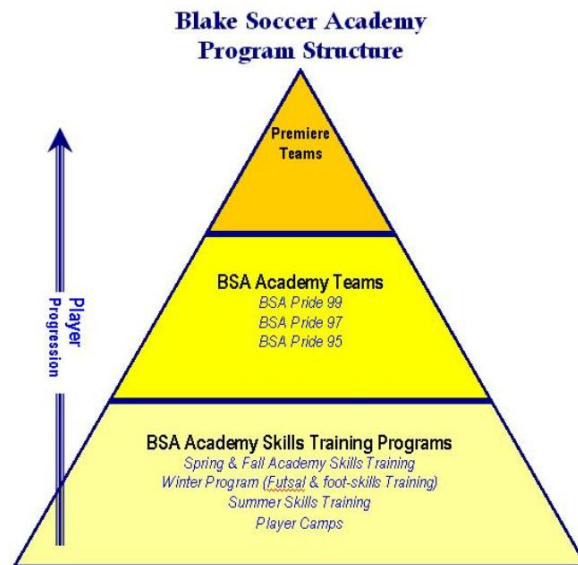 Blake Soccer Academy
Program Structure
Premiere
Teams
BSA Academy Teams
BSA Pride 99
BSA Pride 97
BSA Pride 95
Player
Progression
BSA Academy Skills Training Programs
Spring & Fall Academy Skills Training
Winter Program (Futsal & foot-skills Training)
Summer Skills Training
Player Camps